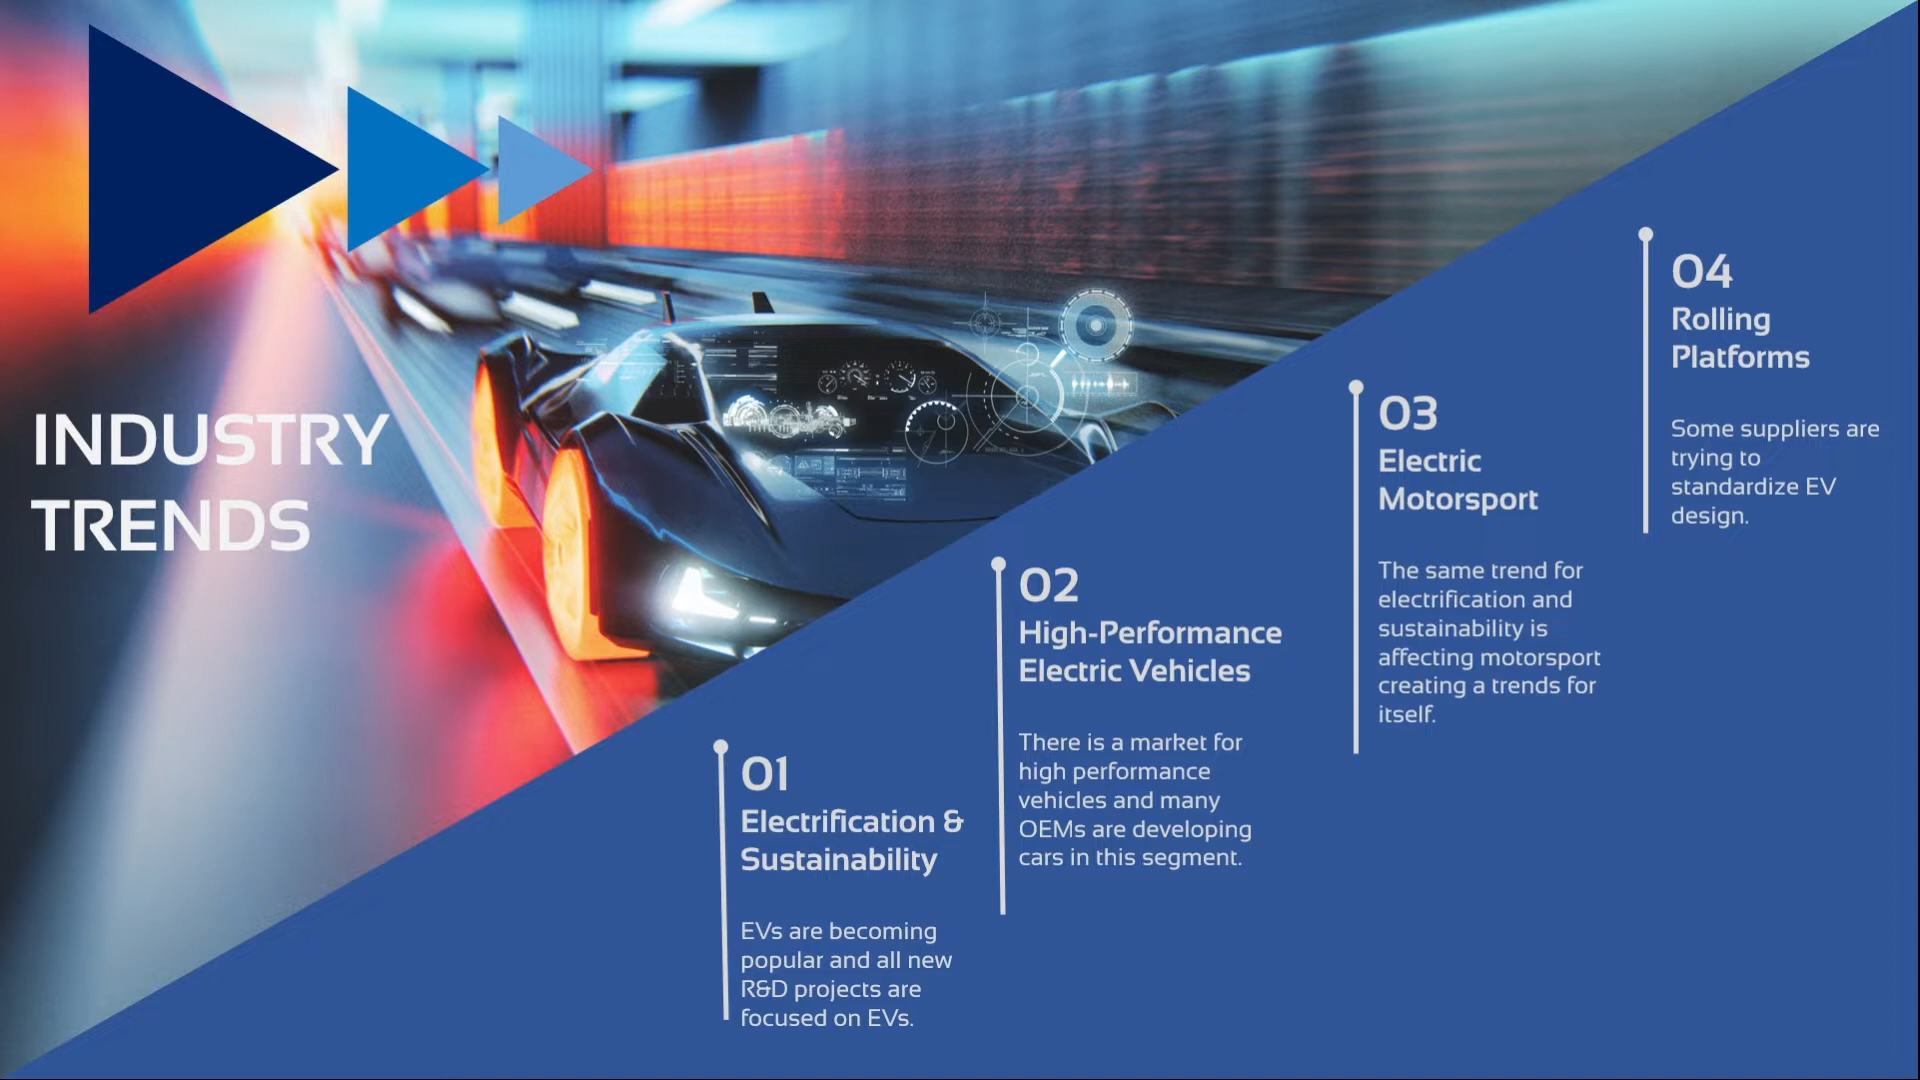 INDUSTRY
TRENDS
01
Electrification &
Sustainability
EVs are becoming
popular and all new
R&D projects are
focused on EVs.
02
High-Performance
Electric Vehicles
There is a market for
high performance
vehicles and many
OEMs are developing
cars in this segment.
03
Electric
Motorsport
The same trend for
electrification and
sustainability is
affecting motorsport
creating a trends for
itself.
04
Rolling
Platforms
Some suppliers are
trying to
standardize EV
design.